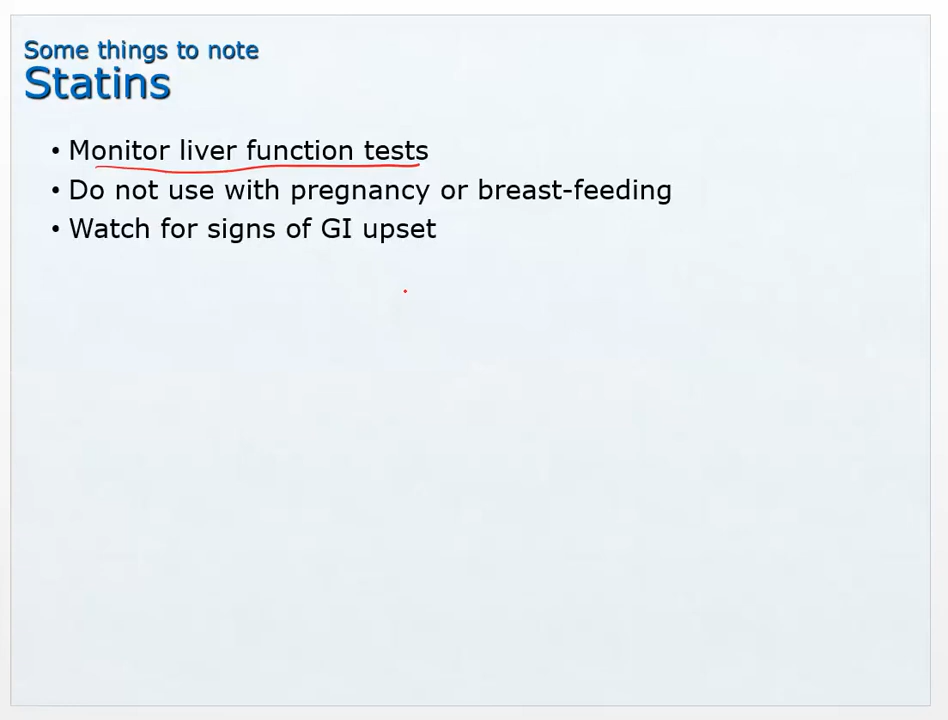 Some things to note
Statins
• Monitor liver function tests
• Do not use with pregnancy or breast-feeding
• Watch for signs of GI upset